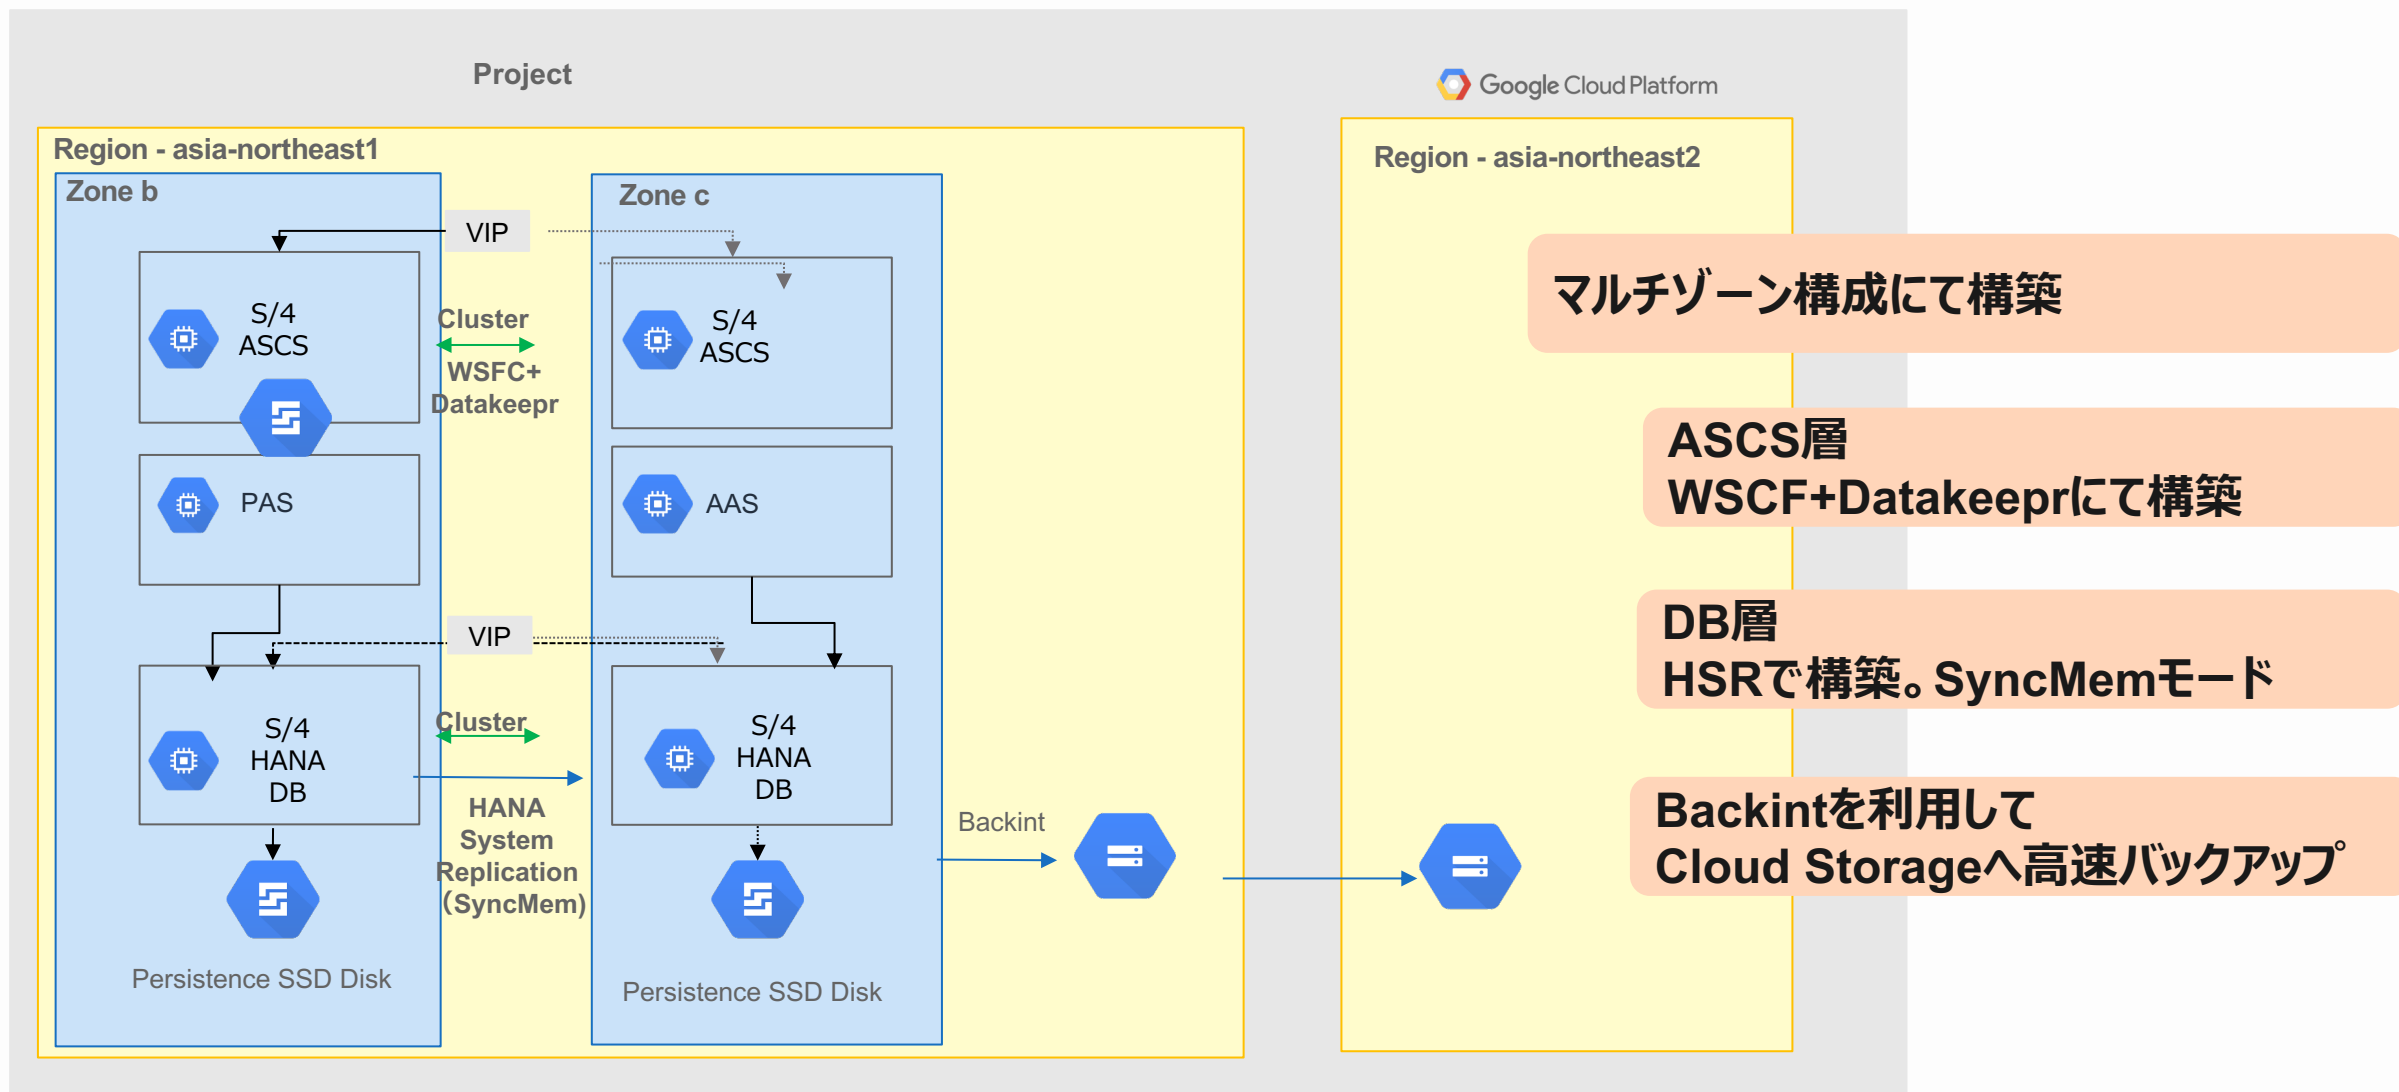 Project
Google Cloud Platform
Region - asia-northeast1
Zone b
VIP
S/4
ASCS
PAS
S/4
HANA
DB
Persistence SSD Disk
Cluster
WSFC+
Datakeepr
VIP
Cluster
HANA
System
Replication
（SyncMem)
Zone c
S/4
ASCS
AAS
S/4
HANA
DB
Persistence SSD Disk
Backint
Region - asia-northeast2
マルチゾーン構成にて構築
ASCS層
WSCF+Datakeeprにて構築
DB層
HSRで構築。SyncMemモード
Backintを利用して
Cloud Storageへ高速バックアップ